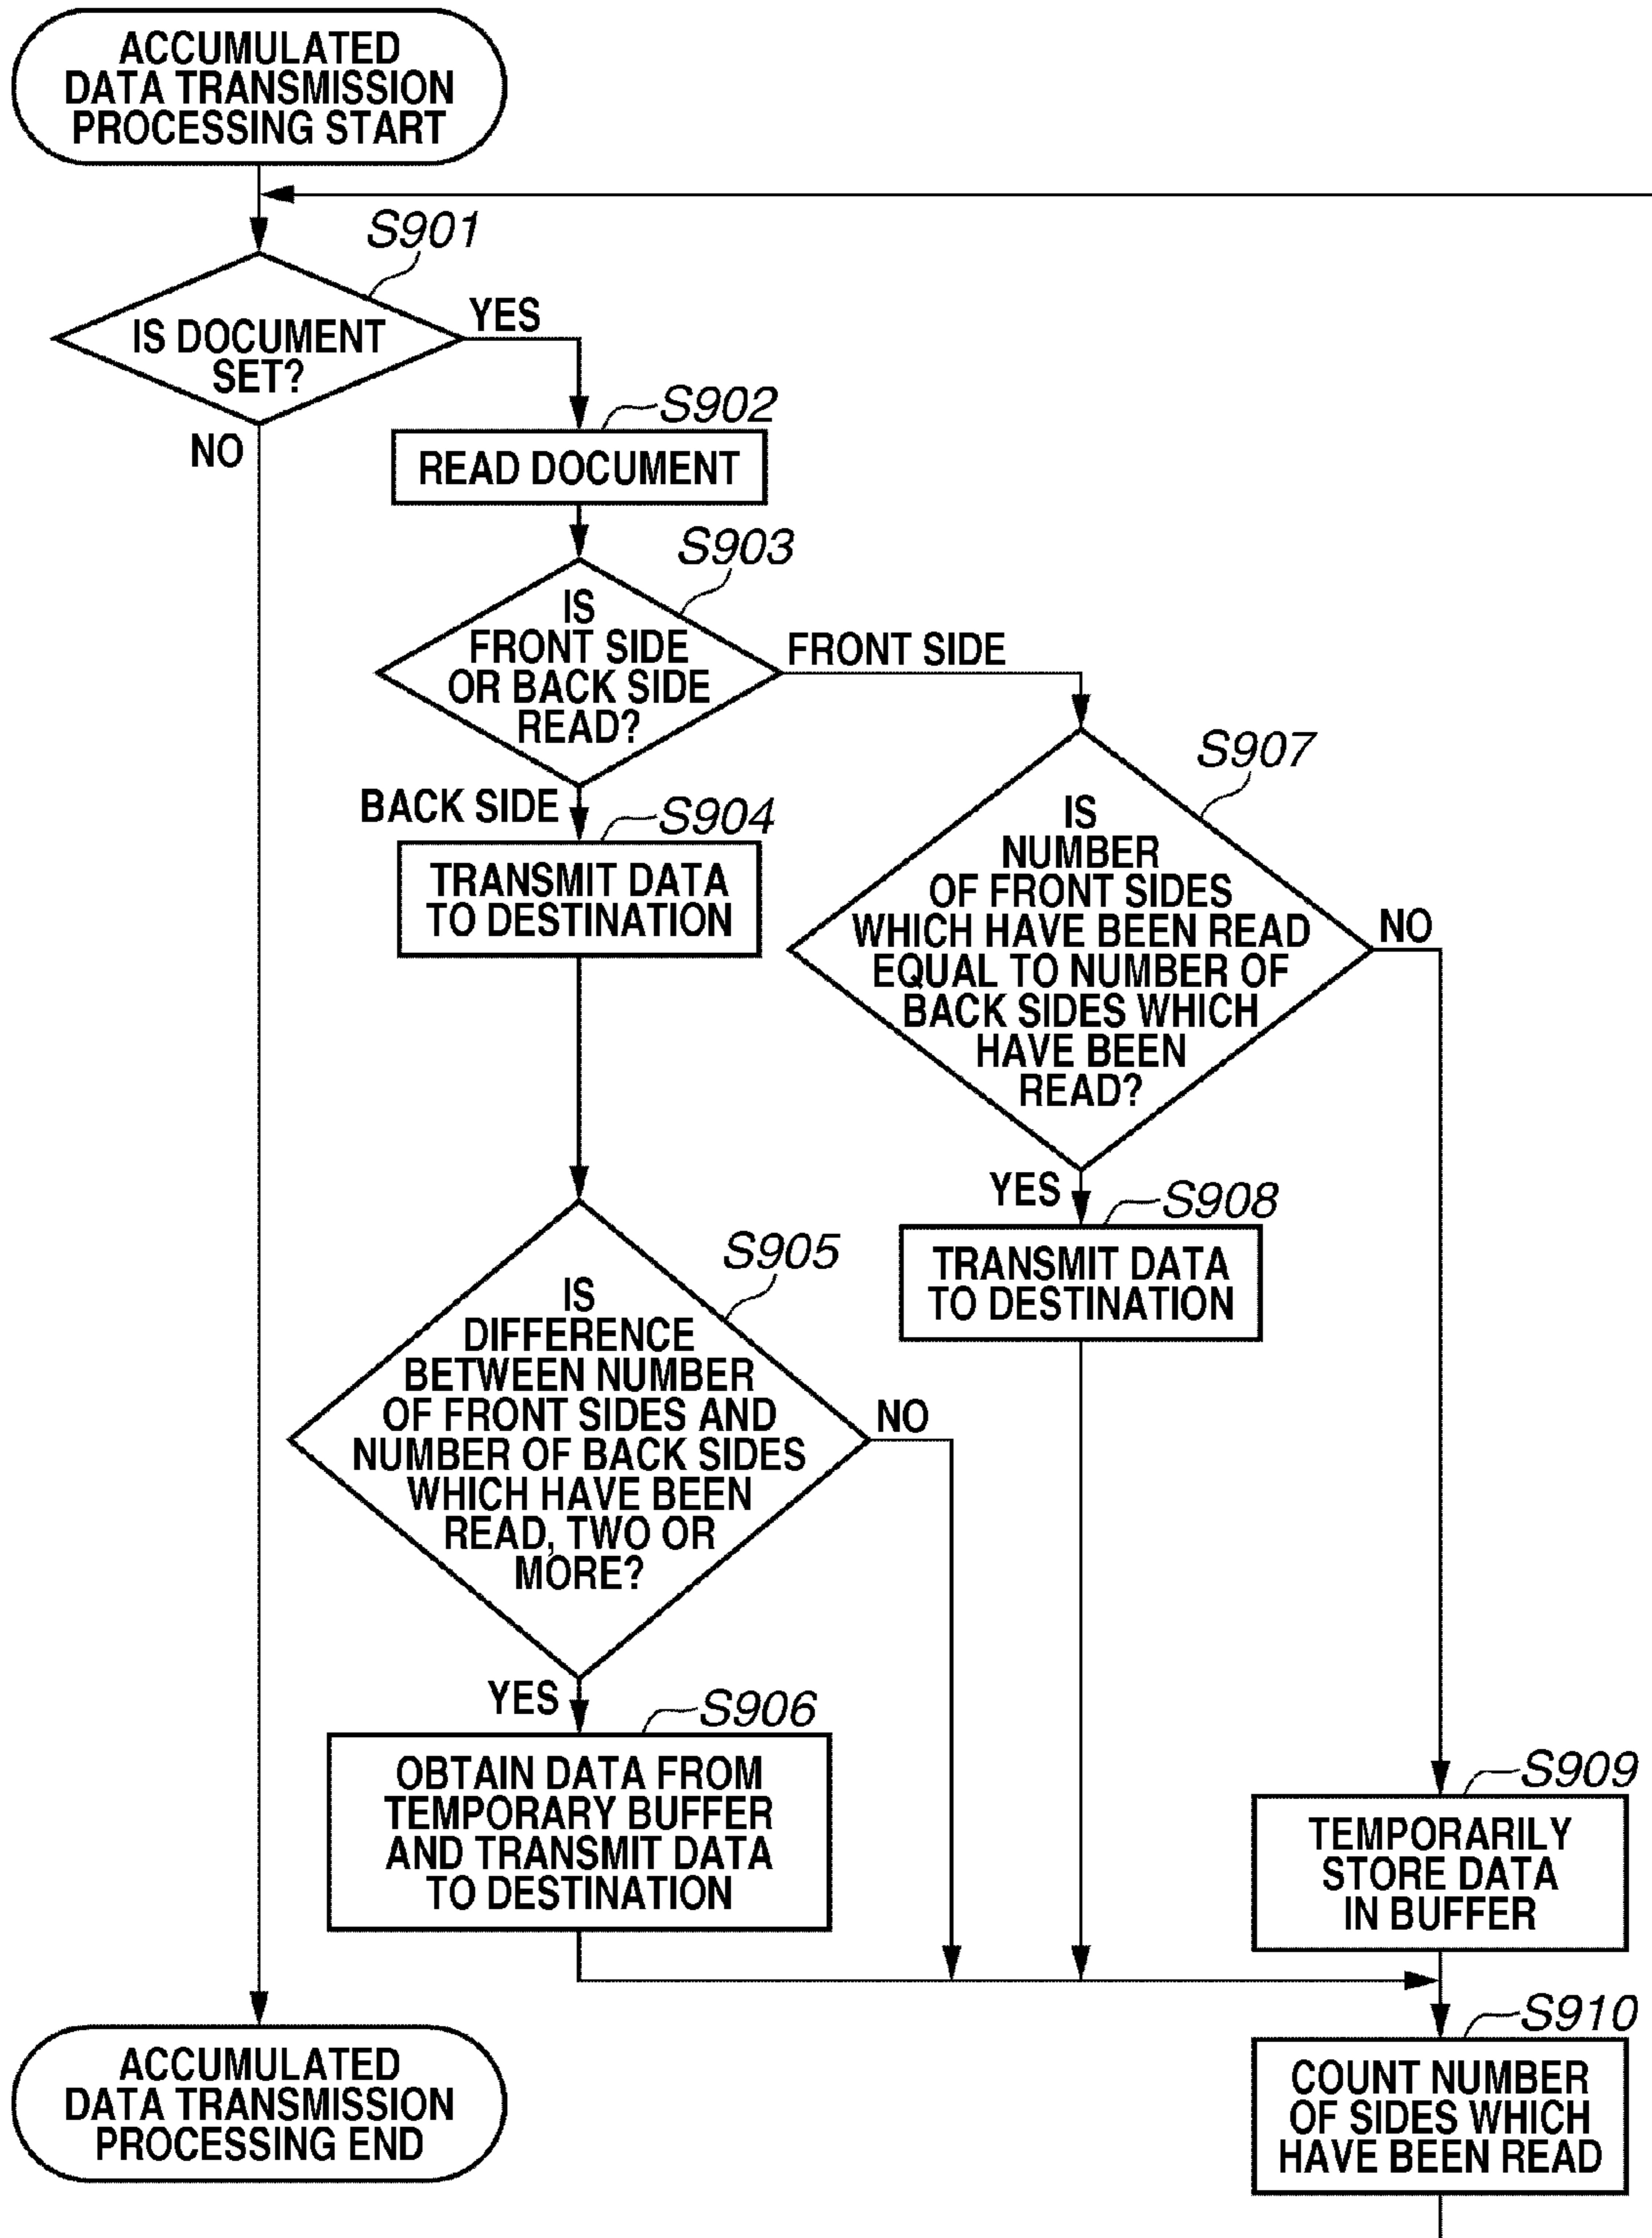 ACCUMULATED
DATA TRANSMISSION
PROCESSING START
S901
IS DOCUMENT
SET?
YES
NO
S902
READ DOCUMENT
S903
IS
FRONT SIDE
OR BACK SIDE
READ?
FRONT SIDE
BACK SIDE
S904
TRANSMIT DATA
TO DESTINATION
S907
IS
NUMBER
OF FRONT SIDES
WHICH HAVE BEEN READ
EQUAL TO NUMBER OF
BACK SIDES WHICH
HAVE BEEN
READ?
NO
YES
S908
TRANSMIT DATA
TO DESTINATION
S905
IS
DIFFERENCE
BETWEEN NUMBER
OF FRONT SIDES AND
NUMBER OF BACK SIDES
WHICH HAVE BEEN
READ, TWO OR
MORE?
NO
YES
S906
OBTAIN DATA FROM
TEMPORARY BUFFER
AND TRANSMIT DATA
TO DESTINATION
S909
TEMPORARILY
STORE DATA
IN BUFFER
S910
COUNT NUMBER
OF SIDES WHICH
HAVE BEEN READ
ACCUMULATED
DATA TRANSMISSION
PROCESSING END